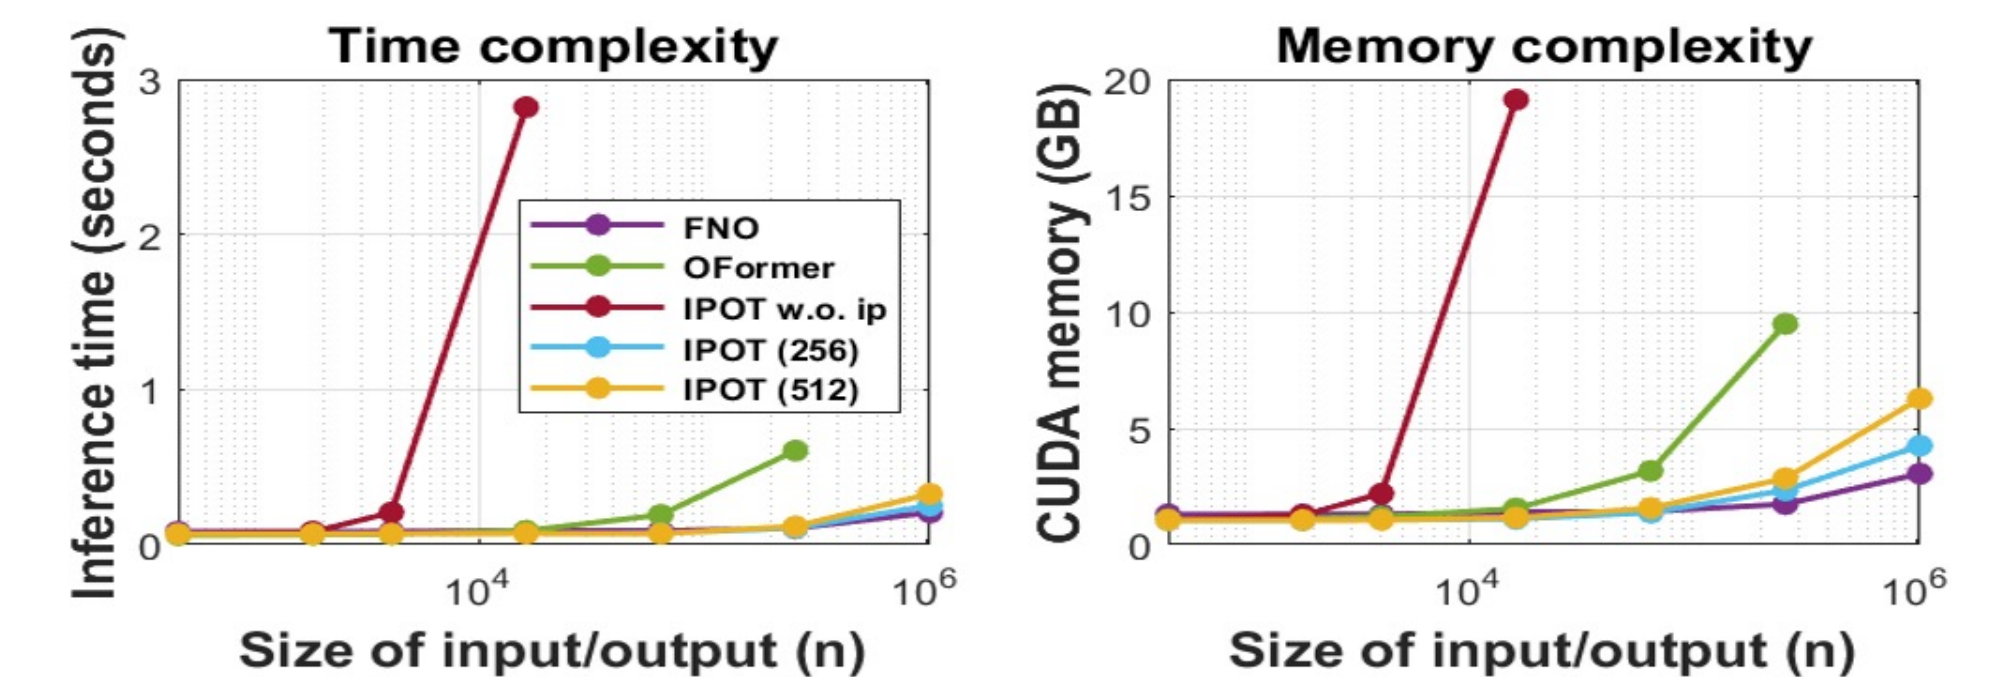 Time complexity
Inference time (seconds)
3
2
1
0
10^4
10^6
Size of input/output (n)
FNO
OFormer
IPOT w.o. ip
IPOT (256)
IPOT (512)
Memory complexity
CUDA memory (GB)
20
15
10
5
0
10^4
10^6
Size of input/output (n)